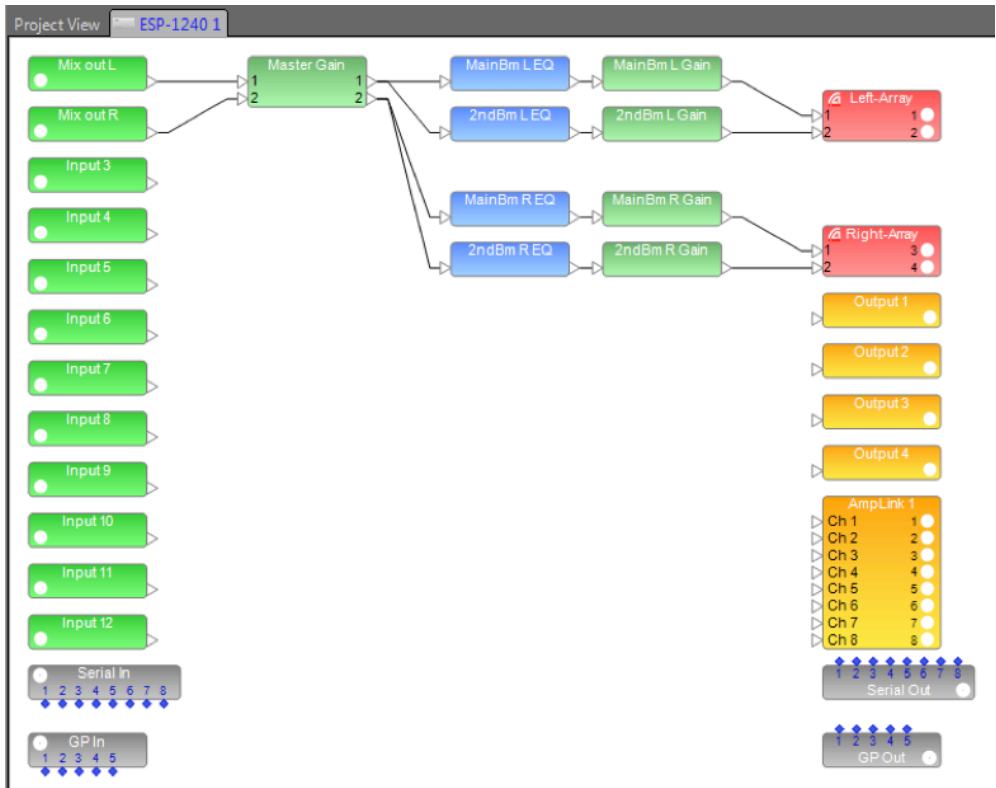 Project View ESP-1240 1
Mix out L
Mix out R
Input 3
Input 4
Input 5
Input 6
Input 7
Input 8
Input 9
Input 10
Input 11
Input 12
Serial In
1 2 3 4 5 6 7 8
GP In
1 2 3 4 5
Master Gain
1 1
2 2
MainBm L EQ
2ndBm L EQ
MainBm R EQ
2ndBm R EQ
MainBm L Gain
2ndBm L Gain
MainBm R Gain
2ndBm R Gain
Left-Array
1 1
2 2
Right-Array
1 3
2 4
Output 1
Output 2
Output 3
Output 4
AmpLink 1
Ch 1 1
Ch 2 2
Ch 3 3
Ch 4 4
Ch 5 5
Ch 6 6
Ch 7 7
Ch 8 8
1 2 3 4 5 6 7 8
Serial Out
1 2 3 4 5
GP Out